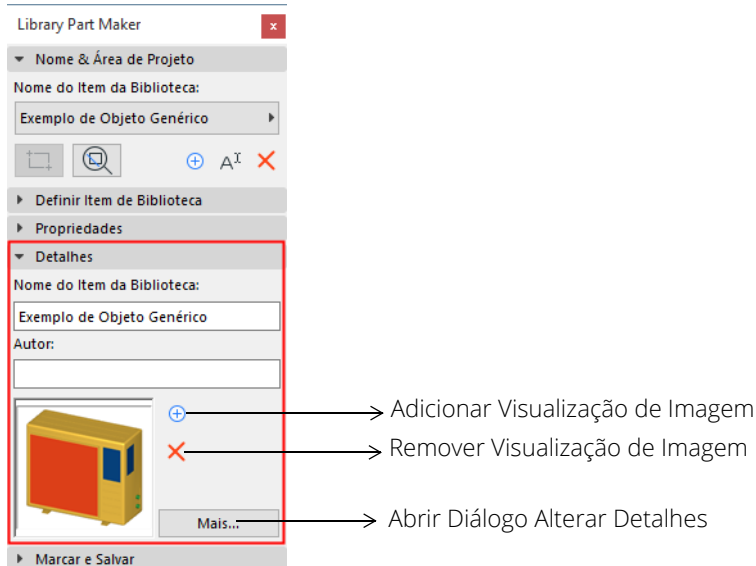 Library Part Maker
x
Nome & Área de Projeto
Nome do Item da Biblioteca:
Exemplo de Objeto Genérico
Definir Item de Biblioteca
Propriedades
Detalhes
Nome do Item da Biblioteca:
Exemplo de Objeto Genérico
Autor:
Adicionar Visualização de Imagem
Remover Visualização de Imagem
Mais...
Abrir Diálogo Alterar Detalhes
Marcar e Salvar